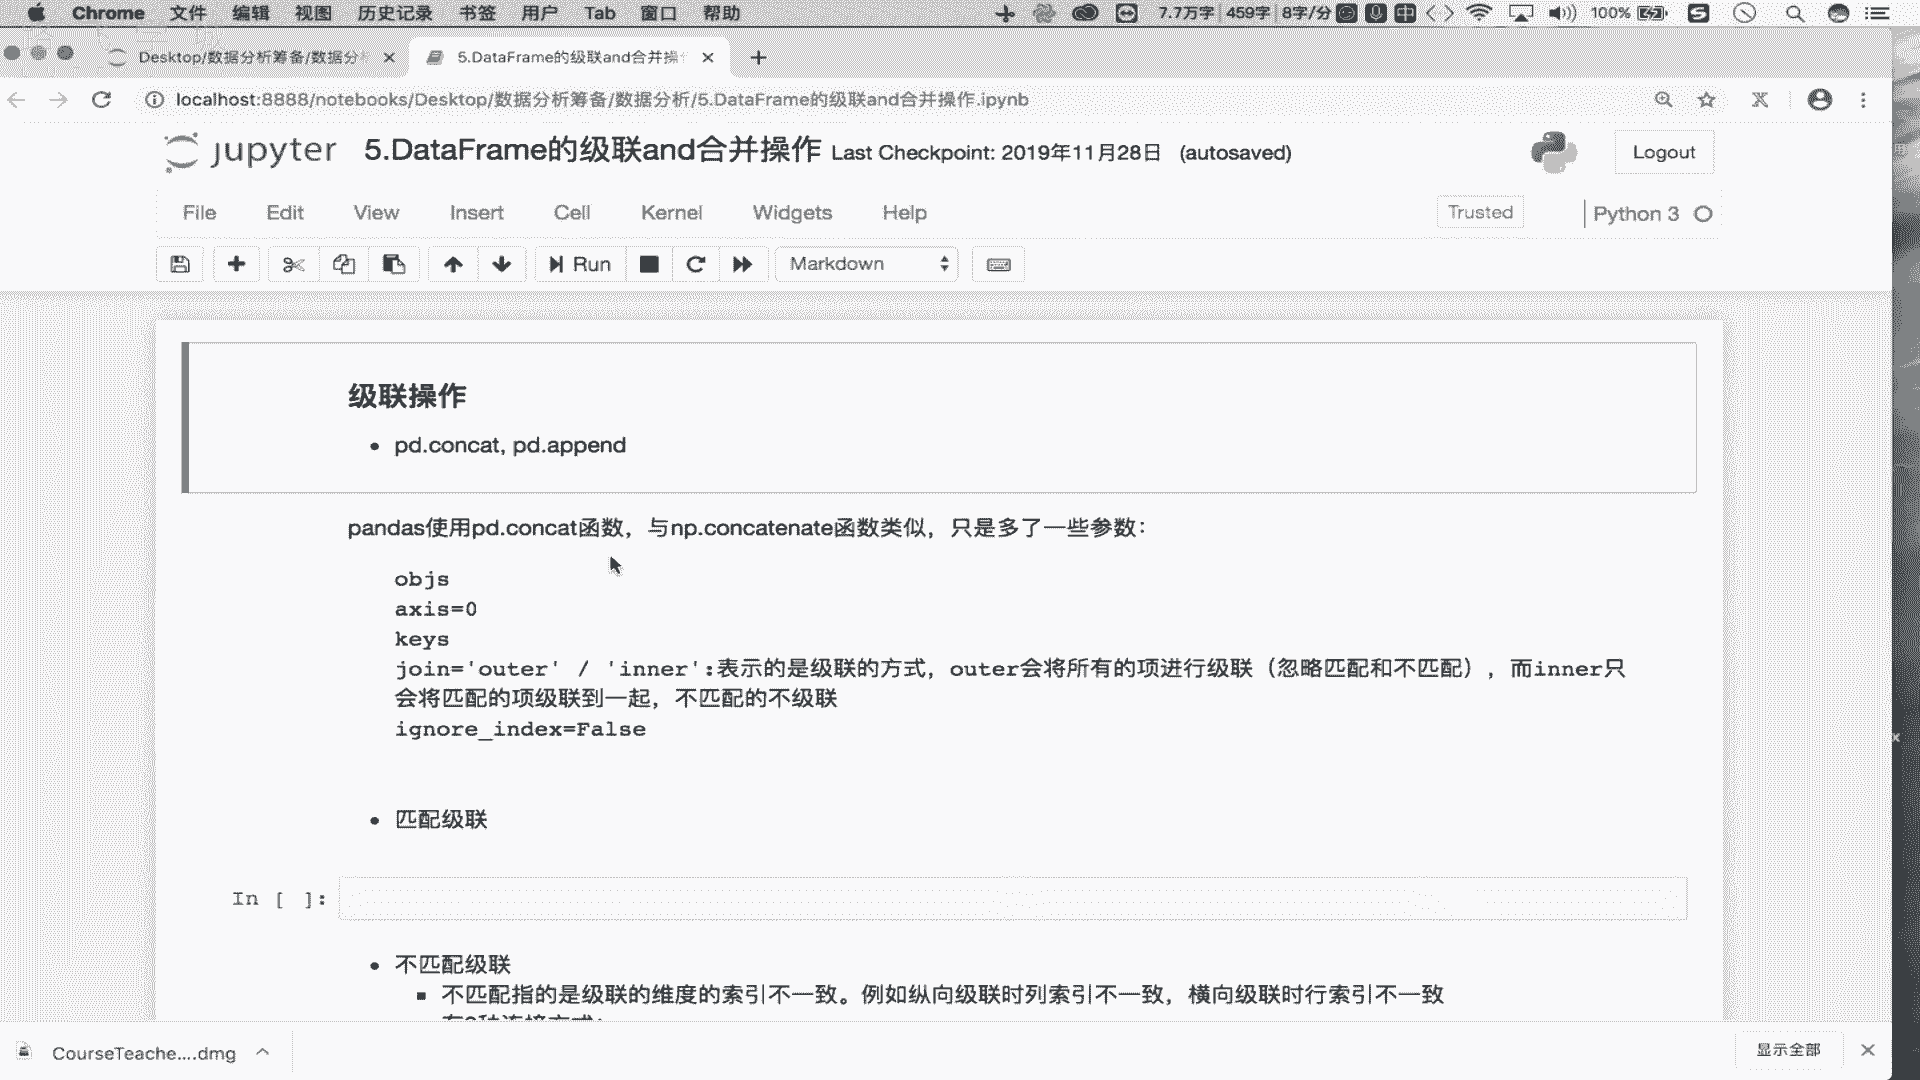 Chrome 文件 编辑 视图 历史记录 书签 用户 Tab 窗口 帮助 7.7万字 459字 8字/分 中 100%
Desktop/数据分析筹备/数据分析 5.DataFrame的级联and合并操
localhost:8888/notebooks/Desktop/数据分析筹备/数据分析/5.DataFrame的级联and合并操作.ipynb
jupyter 5.DataFrame的级联and合并操作 Last Checkpoint: 2019年11月28日 (autosaved) Logout
File Edit View Insert Cell Kernel Widgets Help Trusted Python 3
Run Markdown
级联操作
pd.concat, pd.append
pandas使用pd.concat函数，与np.concatenate函数类似，只是多了一些参数：
objs
axis=0
keys
join='outer' / 'inner':表示的是级联的方式，outer会将所有的项进行级联（忽略匹配和不匹配），而inner只
会将匹配的项级联到一起，不匹配的不级联
ignore_index=False
匹配级联
In [ ]:
不匹配级联
不匹配指的是级联的维度的索引不一致。例如纵向级联时列索引不一致，横向级联时行索引不一致
CourseTeache....dmg 显示全部